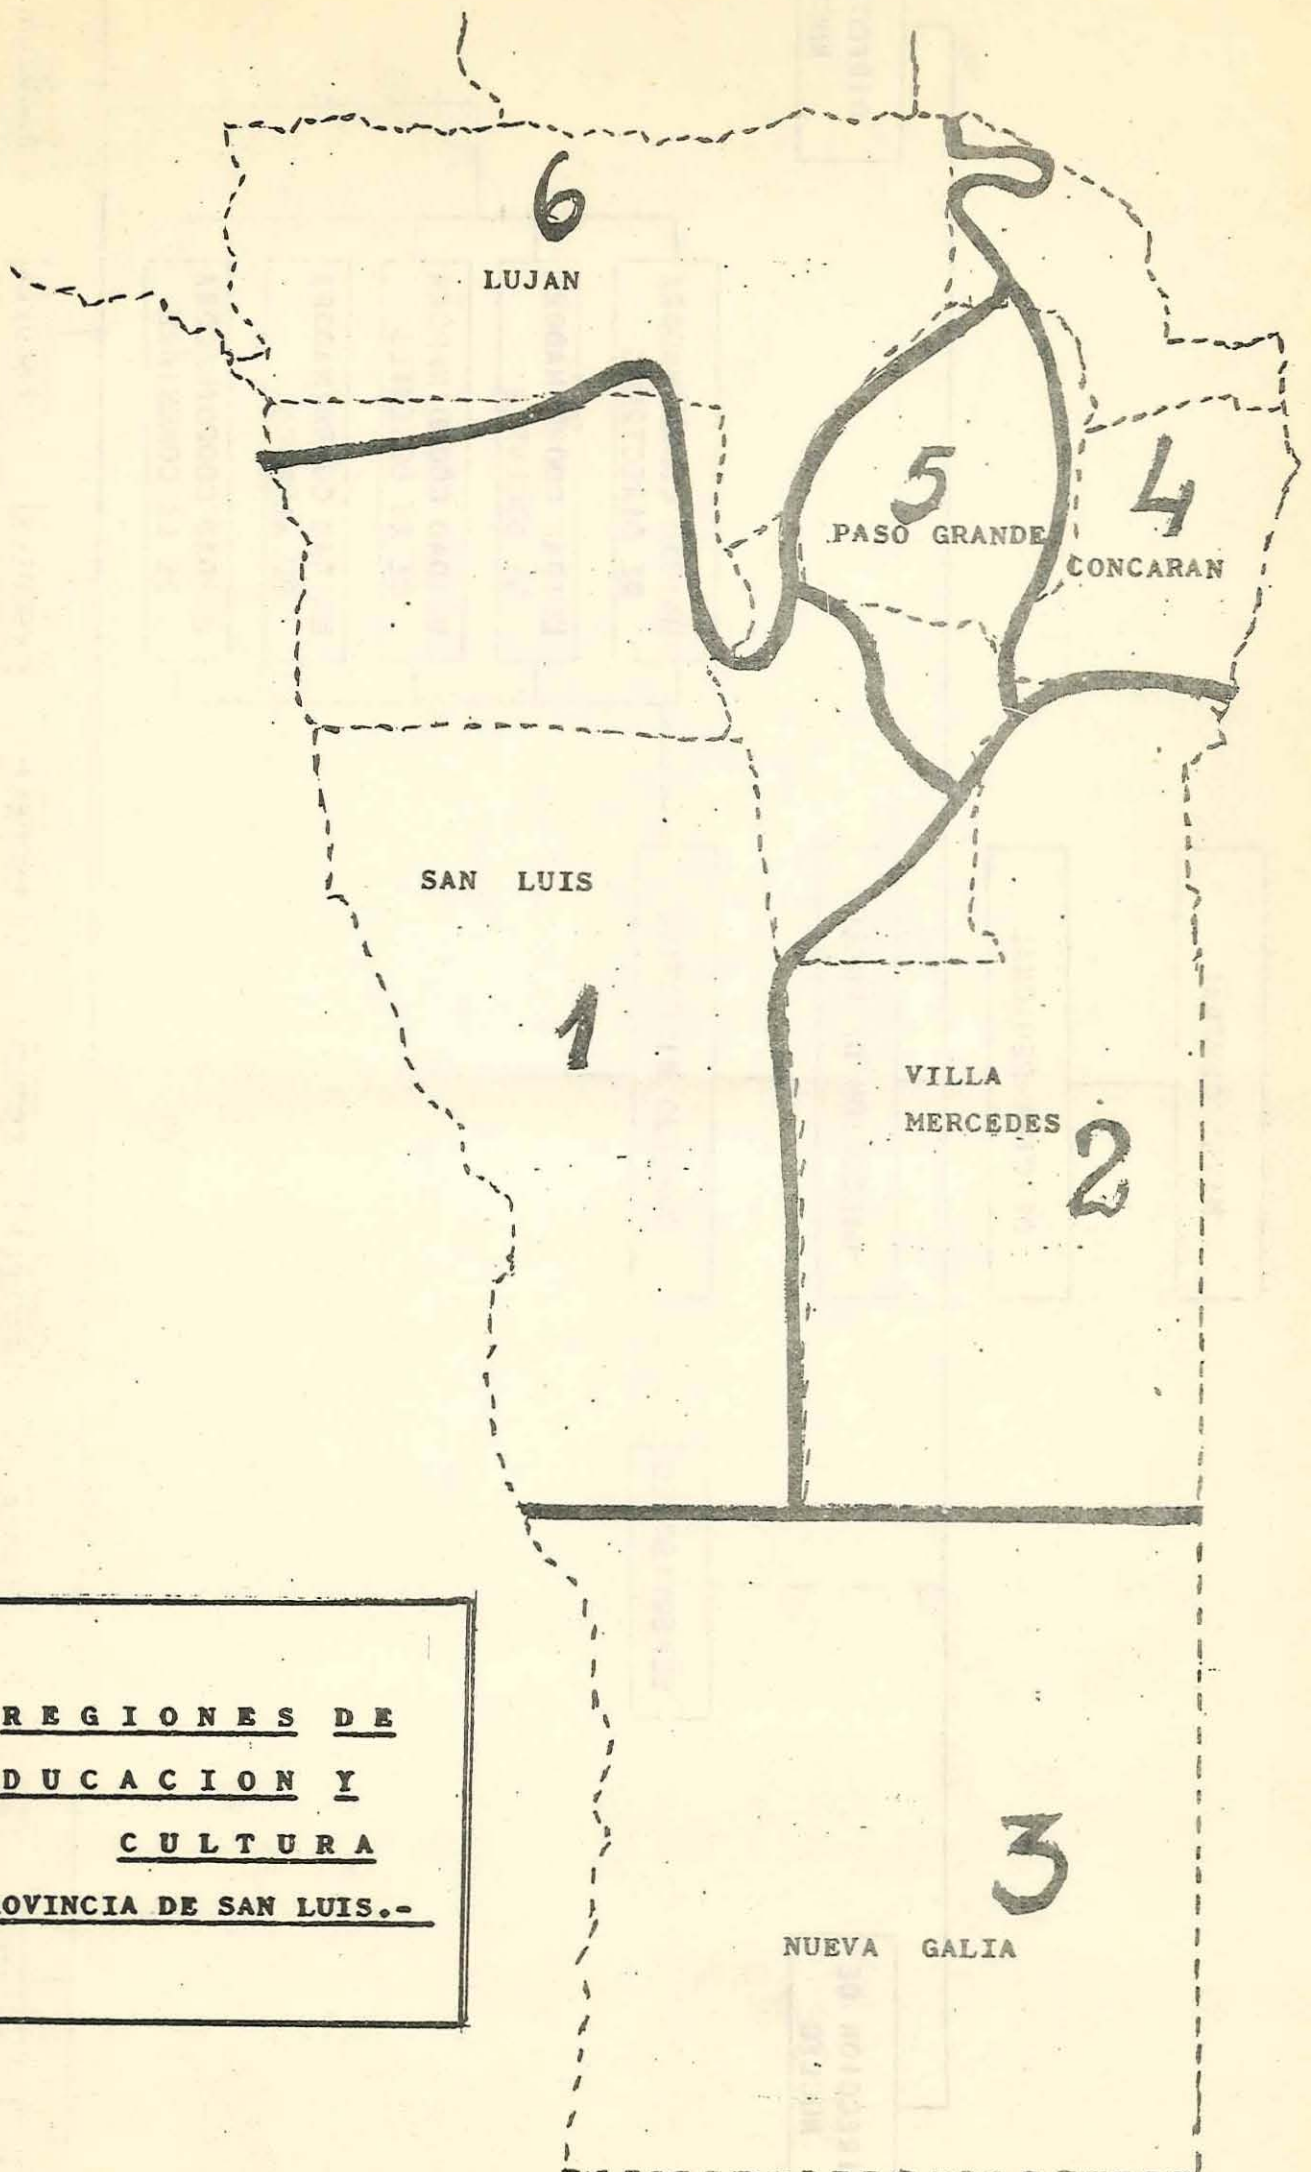 6
LUJAN
5
PASO GRANDE
4
CONCARAN
SAN LUIS
1
VILLA
MERCEDES
2
3
NUEVA GALIA
REGIONES DE
DUCACION Y
CULTURA
OVINCIA DE SAN LUIS.-